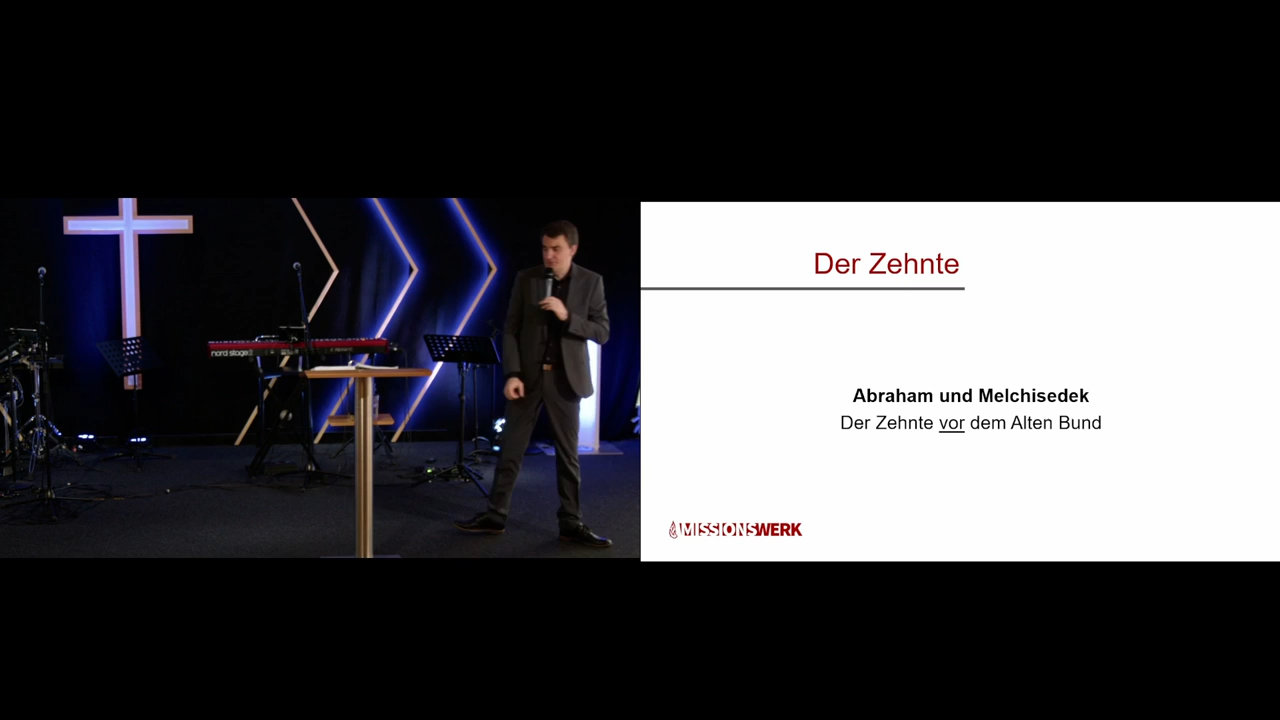 nord stage
Der Zehnte
Abraham und Melchisedek
Der Zehnte vor dem Alten Bund
MISSIONSWERK